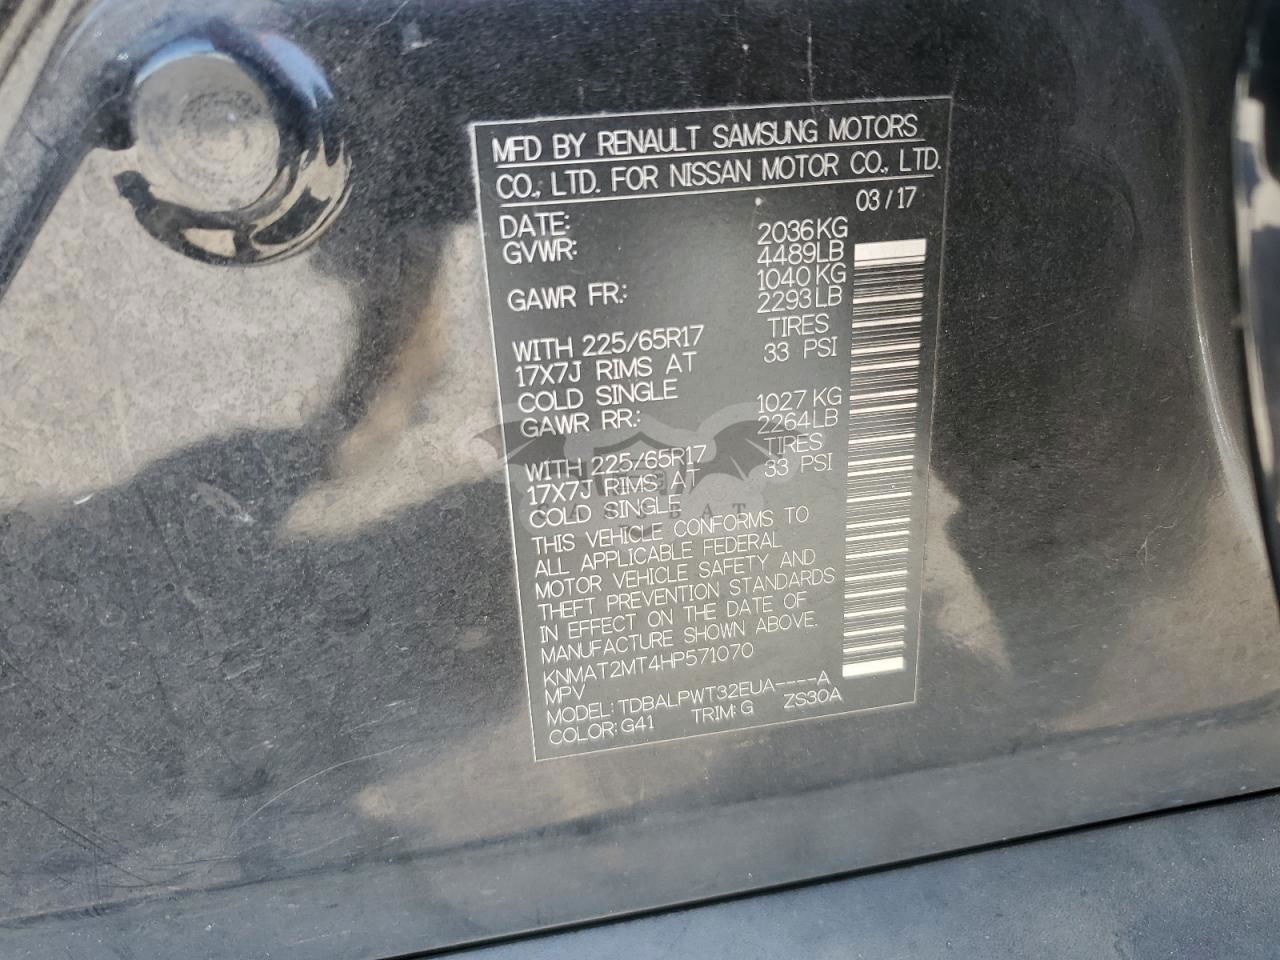 MFD BY RENAULT SAMSUNG MOTORS
CO., LTD. FOR NISSAN MOTOR CO., LTD.
DATE: 03/17
GVWR: 2036KG
4489LB
GAWR FR.: 1040KG
2293LB
WITH 225/65R17 TIRES
17X7J RIMS AT 33 PSI
COLD SINGLE
GAWR RR.: 1027KG
2264LB
WITH 225/65R17 TIRES
17X7J RIMS AT 33 PSI
COLD SINGLE
THIS VEHICLE CONFORMS TO
ALL APPLICABLE FEDERAL
MOTOR VEHICLE SAFETY AND
THEFT PREVENTION STANDARDS
IN EFFECT ON THE DATE OF
MANUFACTURE SHOWN ABOVE.
KNMAT2MT4HP571070
MPV
MODEL: TDBALPWT32EUA----A
COLOR: G41 TRIM: G ZS30A